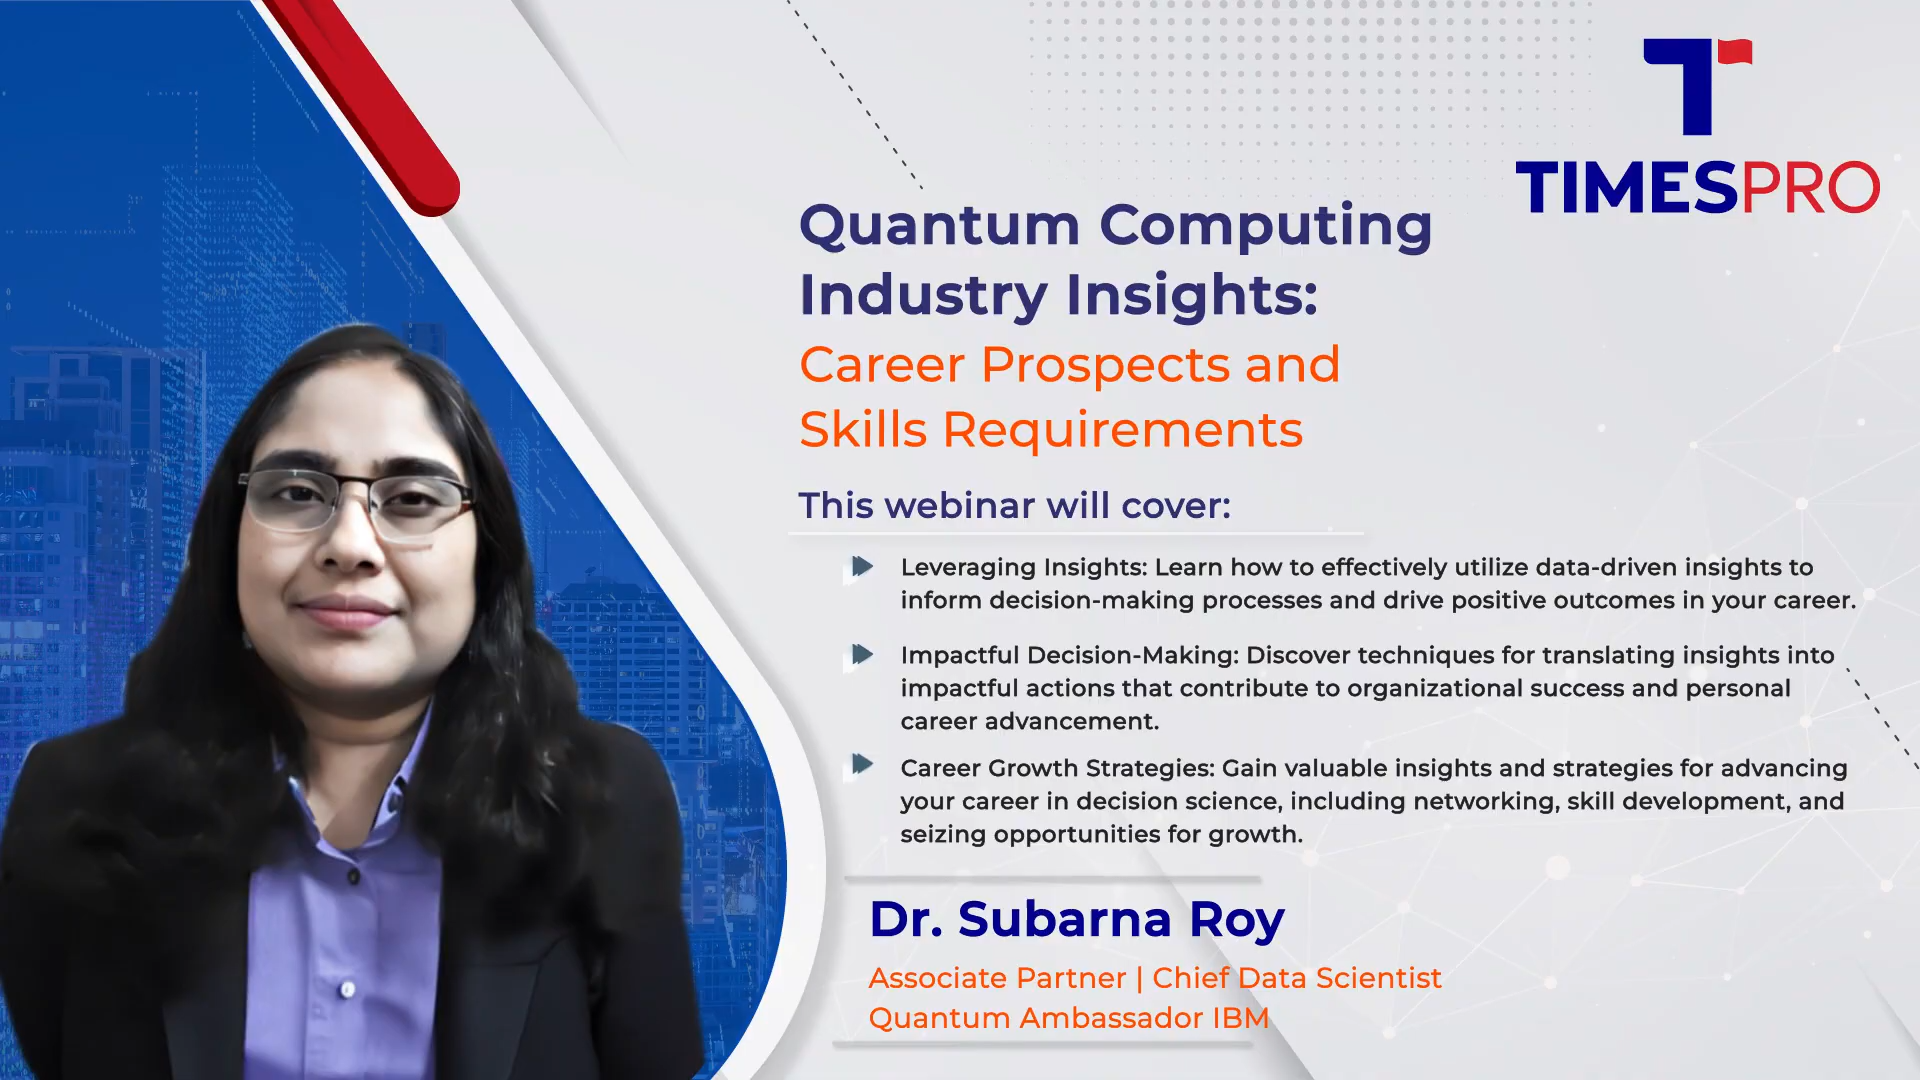 TIMESPRO
Quantum Computing
Industry Insights:
Career Prospects and
Skills Requirements
This webinar will cover:
Leveraging Insights: Learn how to effectively utilize data-driven insights to
inform decision-making processes and drive positive outcomes in your career.
Impactful Decision-Making: Discover techniques for translating insights into
impactful actions that contribute to organizational success and personal
career advancement.
Career Growth Strategies: Gain valuable insights and strategies for advancing
your career in decision science, including networking, skill development, and
seizing opportunities for growth.
Dr. Subarna Roy
Associate Partner | Chief Data Scientist
Quantum Ambassador IBM